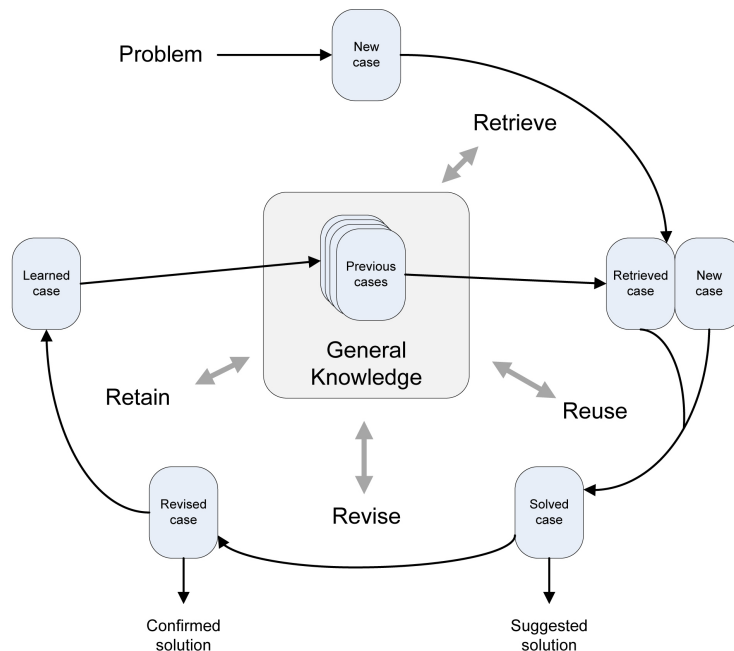 Problem
New
case
Retrieve
Learned
case
Previous
cases
Retrieved
case
New
case
General
Knowledge
Retain
Reuse
Revised
case
Revise
Solved
case
Confirmed
solution
Suggested
solution